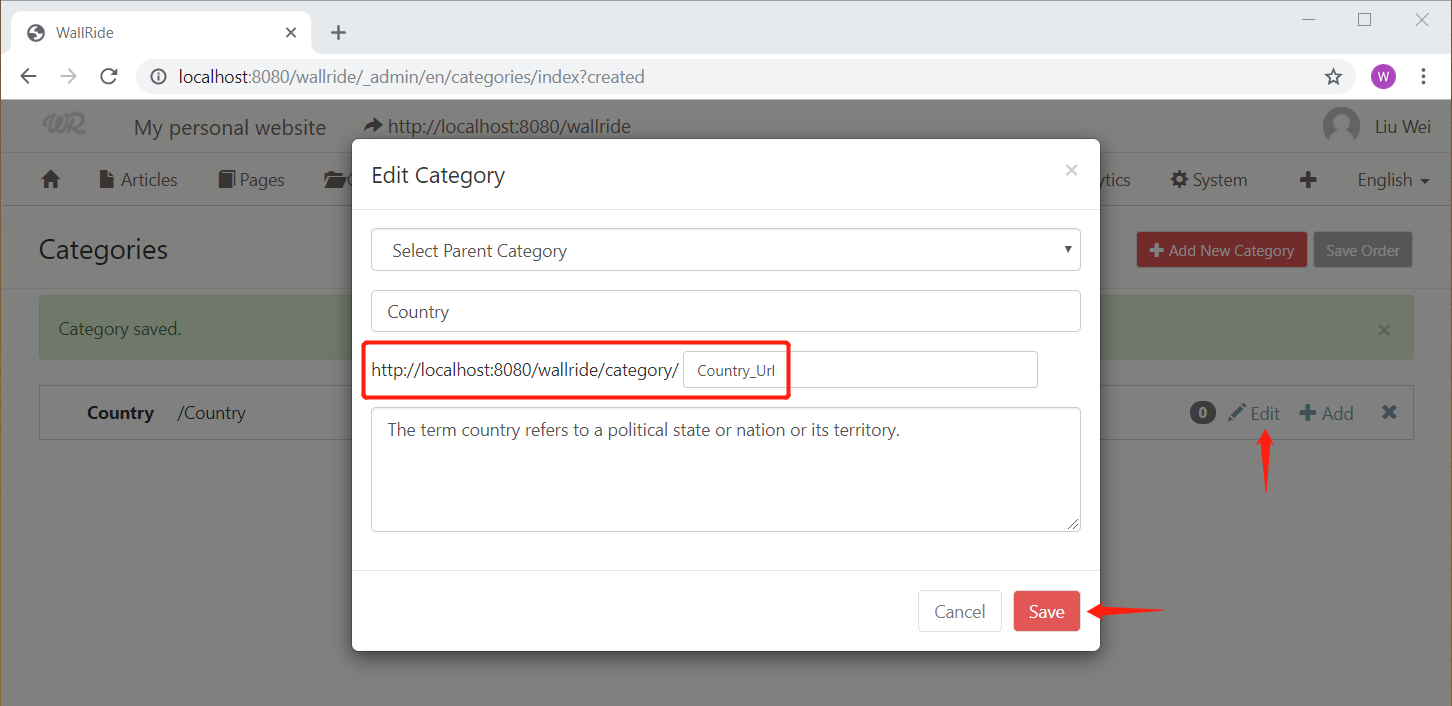 WallRide
localhost:8080/wallride/_admin/en/categories/index?created
W
WR
My personal website
http://localhost:8080/wallride
Liu Wei
Articles
Pages
System
English
Categories
Add New Category
Save Order
Category saved.
Country
/Country
0
Edit
Add
Edit Category
Select Parent Category
Country
http://localhost:8080/wallride/category/ Country_Url
The term country refers to a political state or nation or its territory.
Cancel
Save